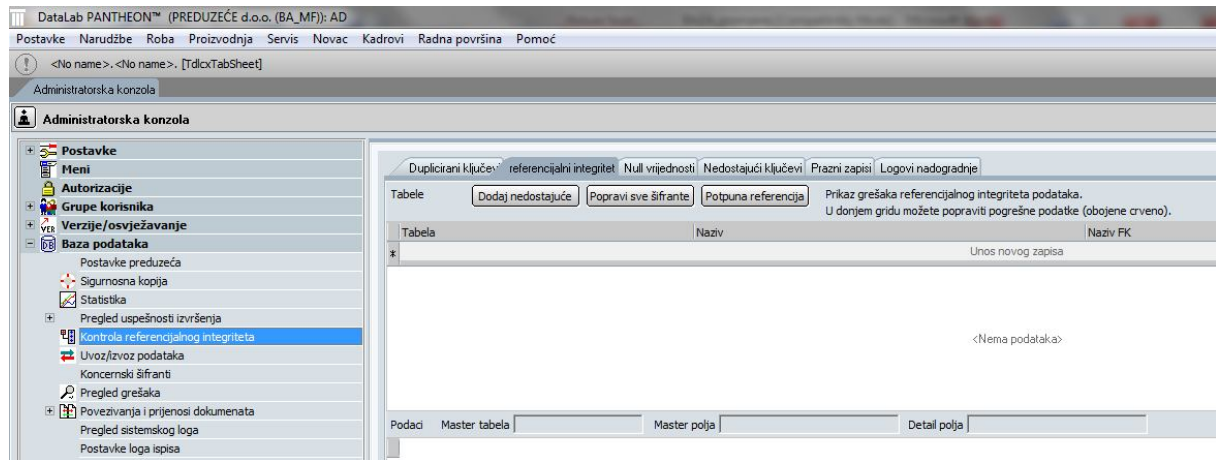 DataLab PANTHEON™ (PREDUZEĆE d.o.o. (BA_MF)): AD
Postavke Narudžbe Roba Proizvodnja Servis Novac Kadrovi Radna površina Pomoć
<No name>.<No name>. [TdlcxTabSheet]
Administratorska konzola
Administratorska konzola
Postavke
Meni
Autorizacije
Grupe korisnika
VER Verzije/osvježavanje
DB Baza podataka
Postavke preduzeća
Sigurnosna kopija
Statistika
Pregled uspešnosti izvršenja
Kontrola referencijalnog integriteta
Uvoz/izvoz podataka
Koncernski šifranti
Pregled grešaka
Povezivanja i prijenosi dokumenata
Pregled sistemskog loga
Postavke loga ispisa
Duplicirani ključevi referencijalni integritet Null vrijednosti Nedostajući ključevi Prazni zapisi Logovi nadogradnje
Tabele Dodaj nedostajuće Popravi sve šifrante Potpuna referencija Prikaz grešaka referencijalnog integriteta podataka.
U donjem gridu možete popraviti pogrešne podatke (obojene crveno).
Tabela Naziv Naziv FK
* Unos novog zapisa
<Nema podataka>
Podaci Master tabela Master polja Detail polja